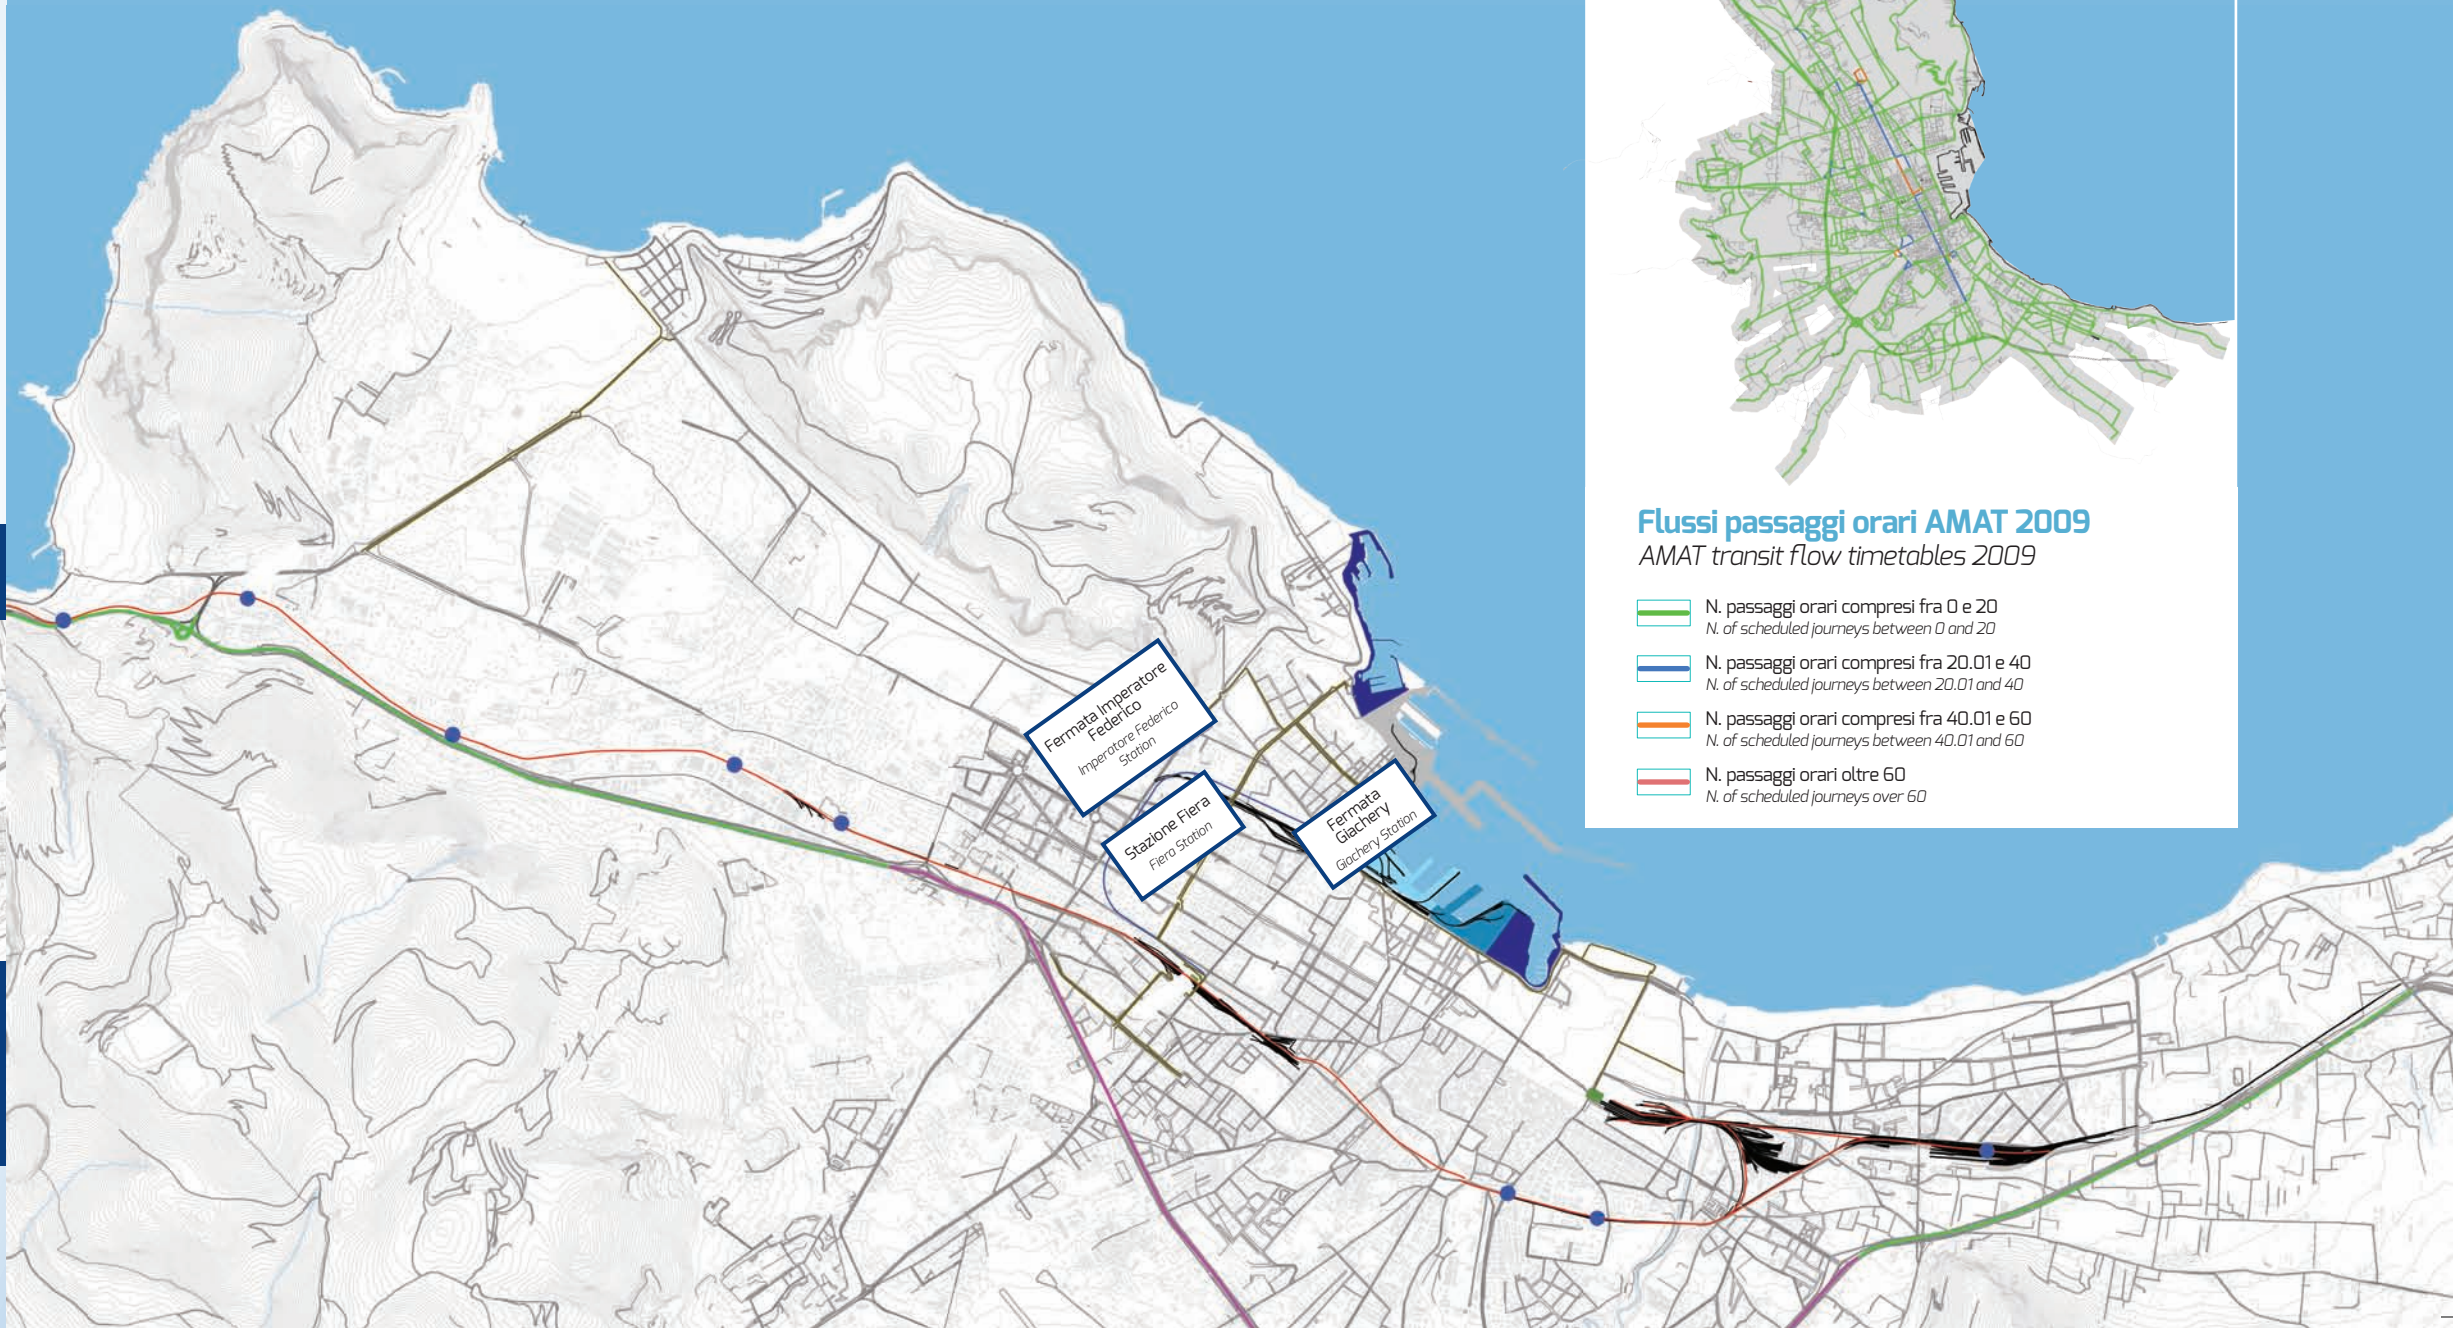 Flussi passaggi orari AMAT 2009
AMAT transit flow timetables 2009
N. passaggi orari compresi fra 0 e 20
N. of scheduled journeys between 0 and 20
N. passaggi orari compresi fra 20.01 e 40
N. of scheduled journeys between 20.01 and 40
N. passaggi orari compresi fra 40.01 e 60
N. of scheduled journeys between 40.01 and 60
N. passaggi orari oltre 60
N. of scheduled journeys over 60
Fermata Imperatore
Federico
Imperatore Federico
Station
Stazione Fiera
Fiera Station
Fermata
Giachery
Giachery Station